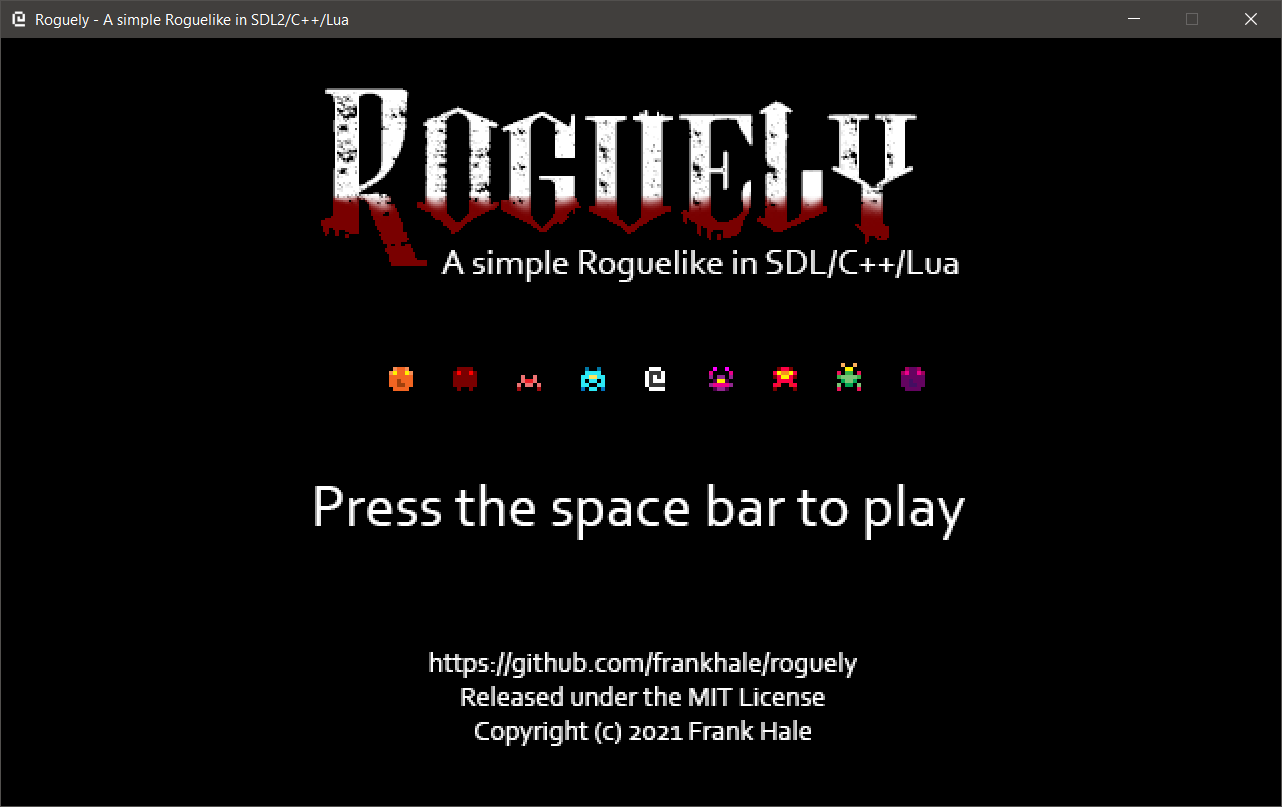 Roguely - A simple Roguelike in SDL2/C++/Lua
ROGUELY
A simple Roguelike in SDL/C++/Lua
@
Press the space bar to play
https://github.com/frankhale/roguely
Released under the MIT License
Copyright (c) 2021 Frank Hale